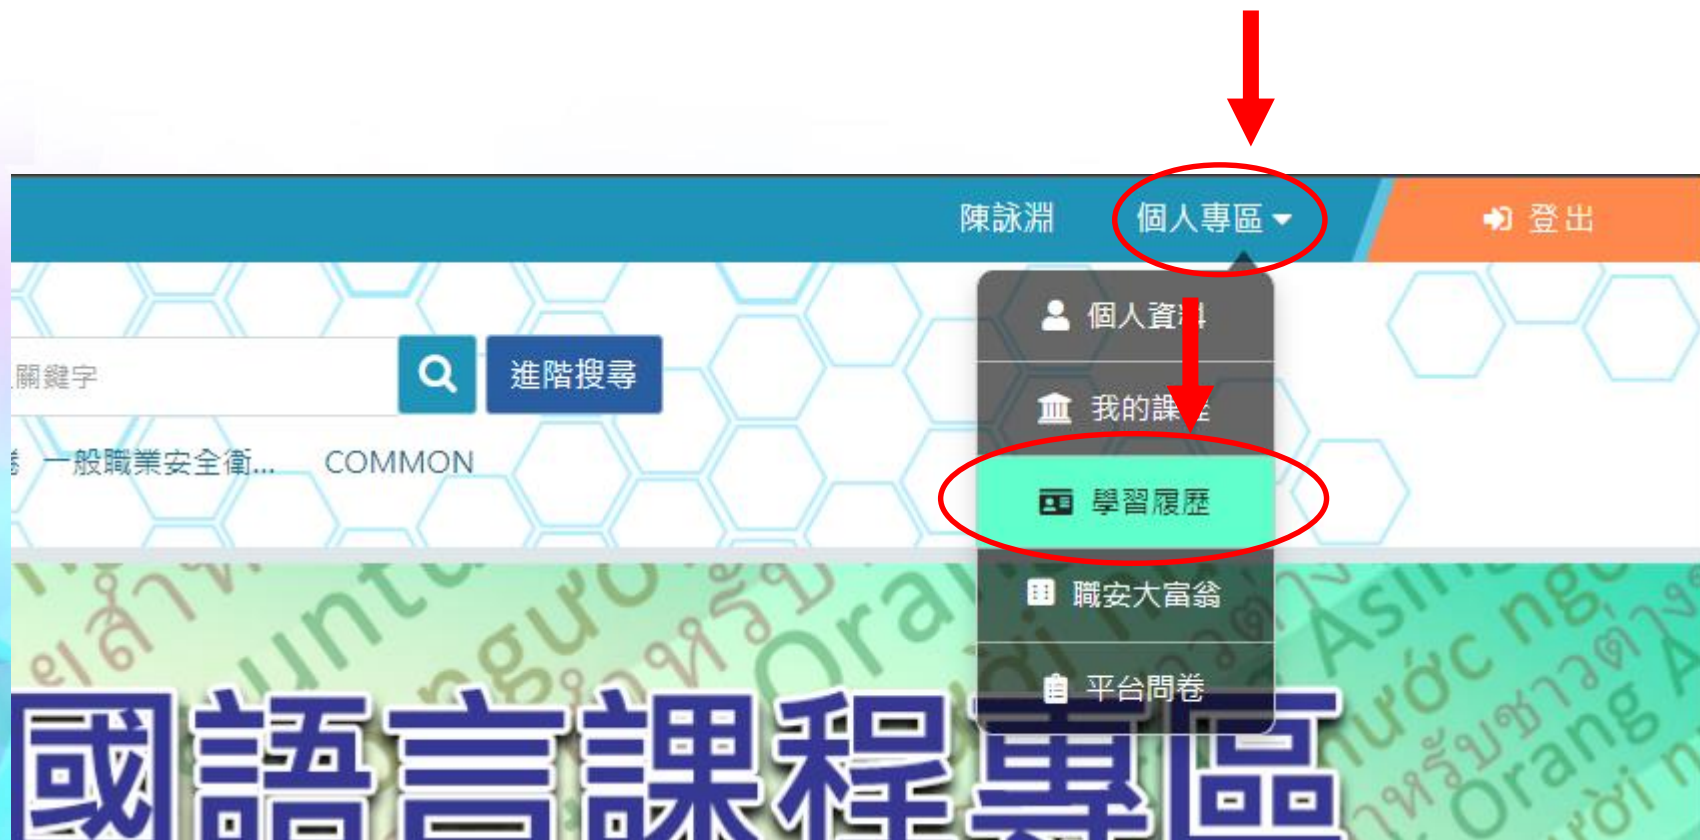 陳詠淵 個人專區 登出
個人資料
關鍵字 進階搜尋
我的課程
一般職業安全衛... COMMON
學習履歷
職安大富翁
平台問卷
國語言課程專區